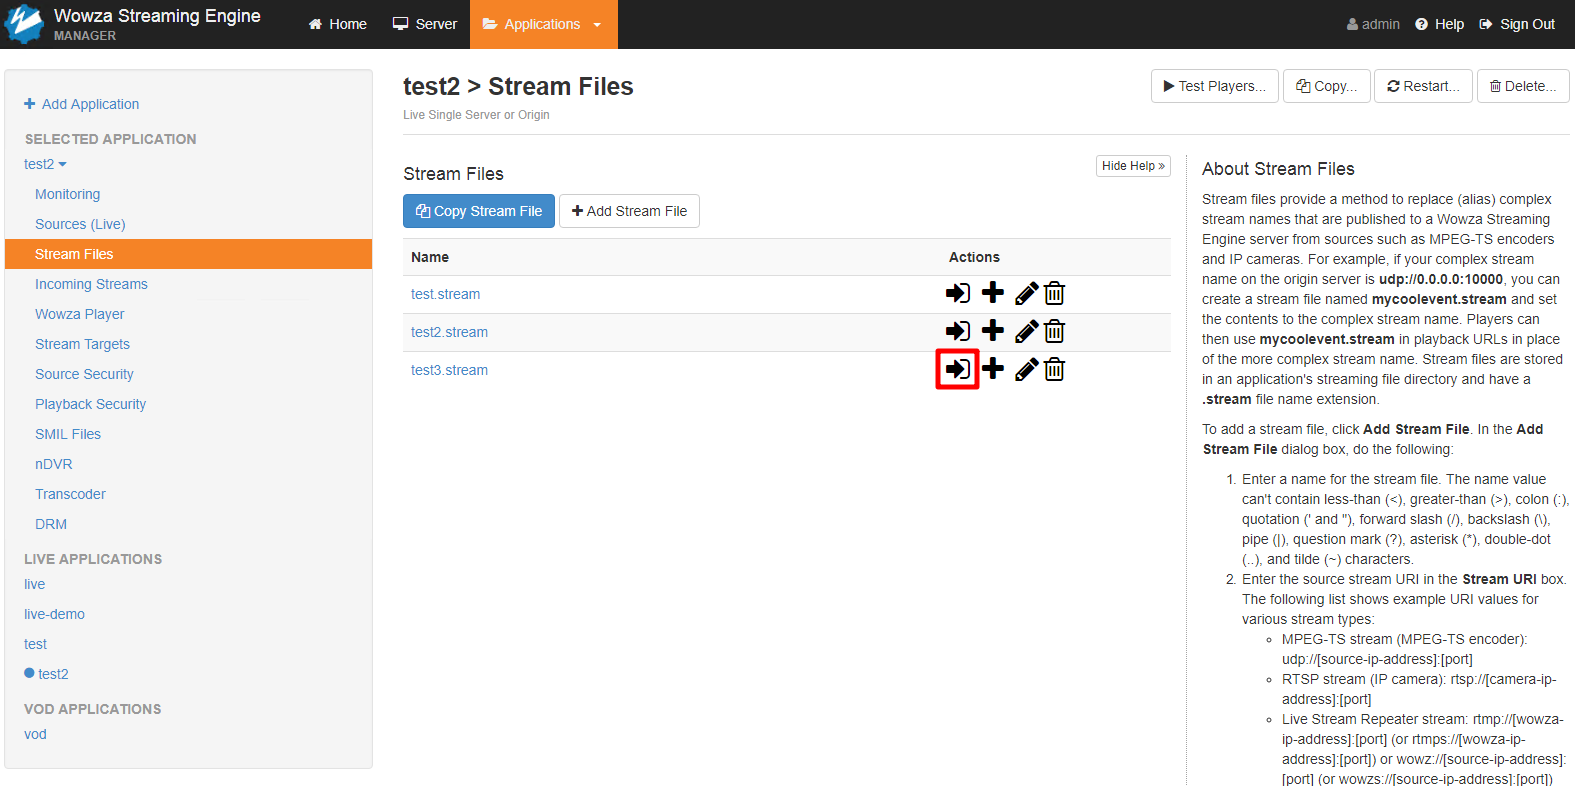 Wowza Streaming Engine
MANAGER
Home
Server
Applications
admin
Help
Sign Out
Add Application
SELECTED APPLICATION
test2
Monitoring
Sources (Live)
Stream Files
Incoming Streams
Wowza Player
Stream Targets
Source Security
Playback Security
SMIL Files
nDVR
Transcoder
DRM
LIVE APPLICATIONS
live
live-demo
test
test2
VOD APPLICATIONS
vod
test2 > Stream Files
Live Single Server or Origin
Test Players...
Copy...
Restart...
Delete...
Stream Files
Hide Help »
Copy Stream File
Add Stream File
Name Actions
test.stream
test2.stream
test3.stream
About Stream Files
Stream files provide a method to replace (alias) complex
stream names that are published to a Wowza Streaming
Engine server from sources such as MPEG-TS encoders
and IP cameras. For example, if your complex stream
name on the origin server is udp://0.0.0.0:10000, you can
create a stream file named mycoolevent.stream and set
the contents to the complex stream name. Players can
then use mycoolevent.stream in playback URLs in place
of the more complex stream name. Stream files are stored
in an application's streaming file directory and have a
.stream file name extension.
To add a stream file, click Add Stream File. In the Add
Stream File dialog box, do the following:
1. Enter a name for the stream file. The name value
can't contain less-than (<), greater-than (>), colon (:),
quotation (' and "), forward slash (/), backslash (\),
pipe (|), question mark (?), asterisk (*), double-dot
(..), and tilde (~) characters.
2. Enter the source stream URI in the Stream URI box.
The following list shows example URI values for
various stream types:
MPEG-TS stream (MPEG-TS encoder):
udp://[source-ip-address]:[port]
RTSP stream (IP camera): rtsp://[camera-ip-
address]:[port]
Live Stream Repeater stream: rtmp://[wowza-
ip-address]:[port] (or rtmps://[wowza-ip-
address]:[port]) or wowz://[source-ip-address]:
[port] (or wowzs://[source-ip-address]:[port])